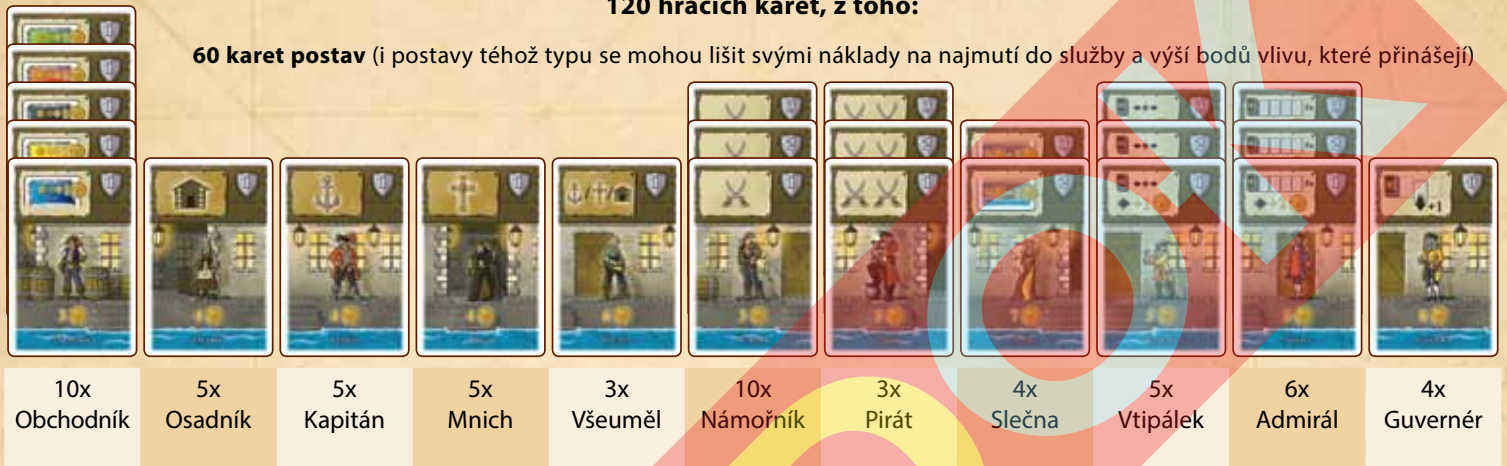 120 hracích karet, z toho:
60 karet postav (i postavy téhož typu se mohou lišit svými náklady na najmutí do služby a výší bodů vlivu, které přinášejí)
10x
Obchodník
5x
Osadník
5x
Kapitán
5x
Mnich
3x
Všeuměl
10x
Námořník
3x
Pirát
4x
Slečna
5x
Vtipálek
6x
Admirál
4x
Guvernér